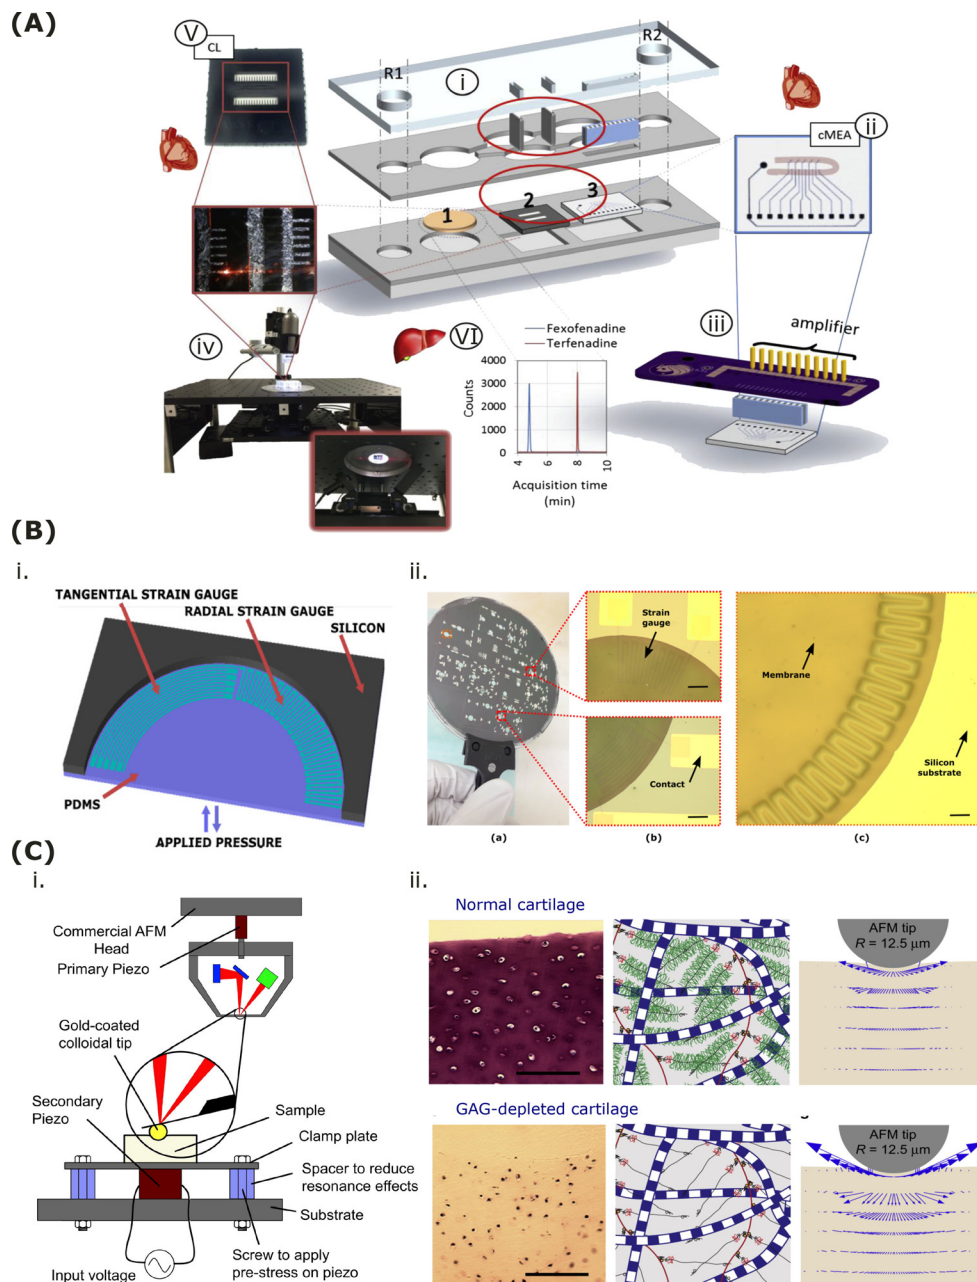 (A)
V
CL
R1
i
R2
cMEA
ii
1
2
3
iv
VI
Fexofenadine
Terfenadine
4000
3000
2000
1000
0
Counts
4
6
8
10
Acquisition time
(min)
iii
amplifier
(B)
i.
TANGENTIAL STRAIN GAUGE
RADIAL STRAIN GAUGE
SILICON
PDMS
APPLIED PRESSURE
ii.
Strain
gauge
Contact
Membrane
Silicon
substrate
(a)
(b)
(c)
(C)
i.
Commercial AFM
Head
Primary Piezo
Gold-coated
colloidal tip
Secondary
Piezo
Sample
Clamp plate
Spacer to reduce
resonance effects
Substrate
Screw to apply
pre-stress on piezo
Input voltage
ii.
Normal cartilage
AFM tip
R = 12.5 μm
GAG-depleted cartilage
AFM tip
R = 12.5 μm